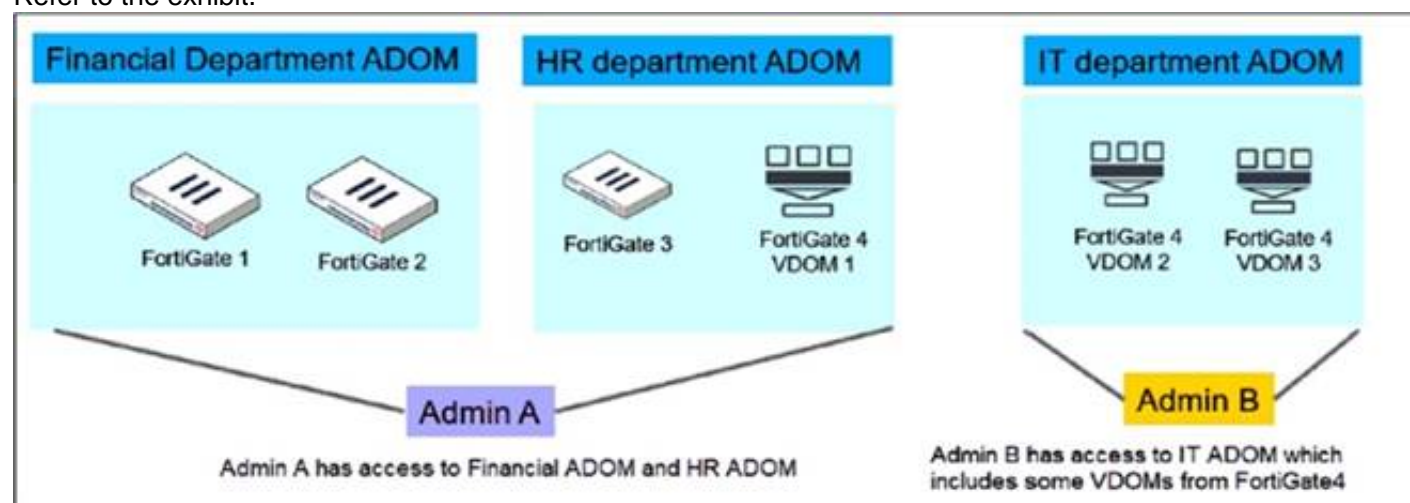 Refer to the exhibit.
Financial Department ADOM
HR department ADOM
IT department ADOM
FortiGate 1
FortiGate 2
FortiGate 3
FortiGate 4
VDOM 1
FortiGate 4
VDOM 2
FortiGate 4
VDOM 3
Admin A
Admin A has access to Financial ADOM and HR ADOM
Admin B
Admin B has access to IT ADOM which
includes some VDOMs from FortiGate4